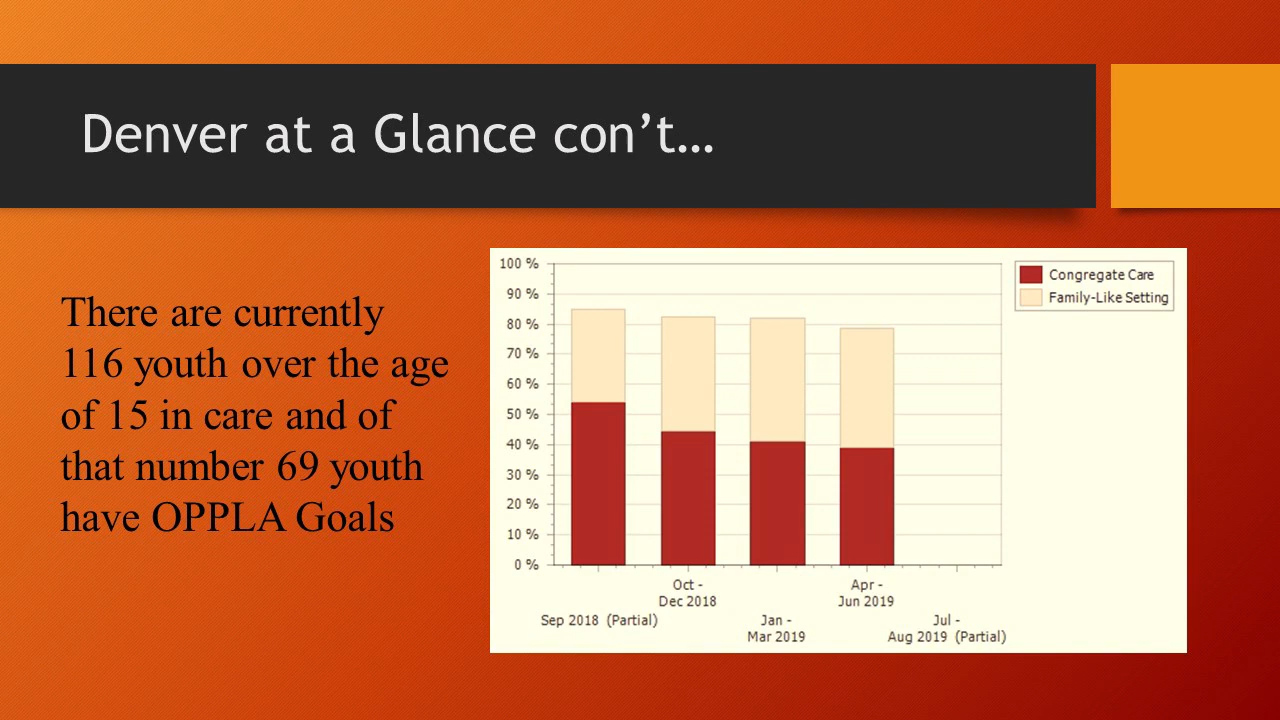 Denver at a Glance con’t…
There are currently
116 youth over the age
of 15 in care and of
that number 69 youth
have OPPLA Goals
100 %
90 %
80 %
70 %
60 %
50 %
40 %
30 %
20 %
10 %
0 %
Sep 2018 (Partial)
Oct -
Dec 2018
Jan -
Mar 2019
Apr -
Jun 2019
Jul -
Aug 2019 (Partial)
Congregate Care
Family-Like Setting